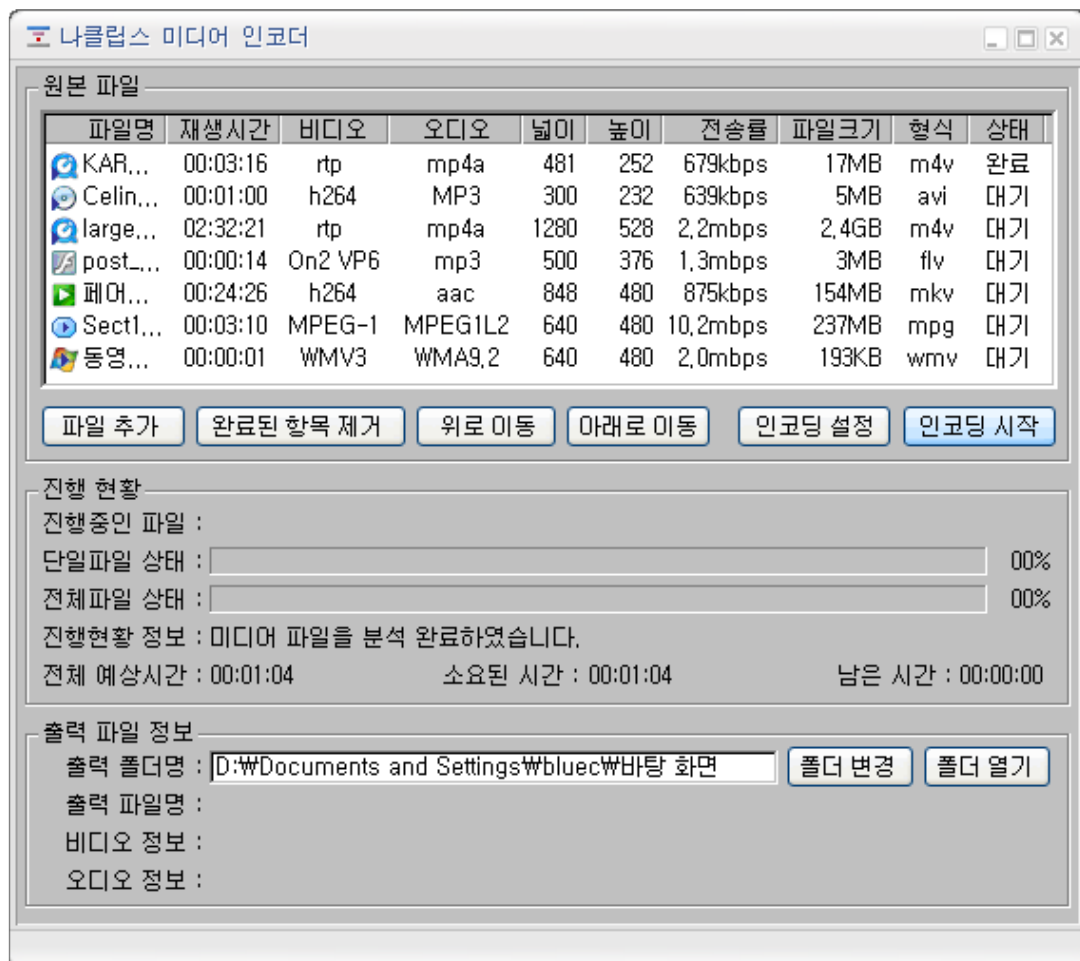 나클립스 미디어 인코더
원본 파일
파일명 재생시간 비디오 오디오 넓이 높이 전송률 파일크기 형식 상태
KAR... 00:03:16 rtp mp4a 481 252 679kbps 17MB m4v 완료
Celin... 00:01:00 h264 MP3 300 232 639kbps 5MB avi 대기
large... 02:32:21 rtp mp4a 1280 528 2.2mbps 2.4GB m4v 대기
post_... 00:00:14 On2 VP6 mp3 500 376 1.3mbps 3MB flv 대기
페어... 00:24:26 h264 aac 848 480 875kbps 154MB mkv 대기
Sect1... 00:03:10 MPEG-1 MPEG1L2 640 480 10.2mbps 237MB mpg 대기
동영... 00:00:01 WMV3 WMA9.2 640 480 2.0mbps 193KB wmv 대기
파일 추가 완료된 항목 제거 위로 이동 아래로 이동 인코딩 설정 인코딩 시작
진행 현황
진행중인 파일 :
단일파일 상태 : 00%
전체파일 상태 : 00%
진행현황 정보 : 미디어 파일을 분석 완료하였습니다.
전체 예상시간 : 00:01:04 소요된 시간 : 00:01:04 남은 시간 : 00:00:00
출력 파일 정보
출력 폴더명 : D:₩Documents and Settings₩bluec₩바탕 화면 폴더 변경 폴더 열기
출력 파일명 :
비디오 정보 :
오디오 정보 :